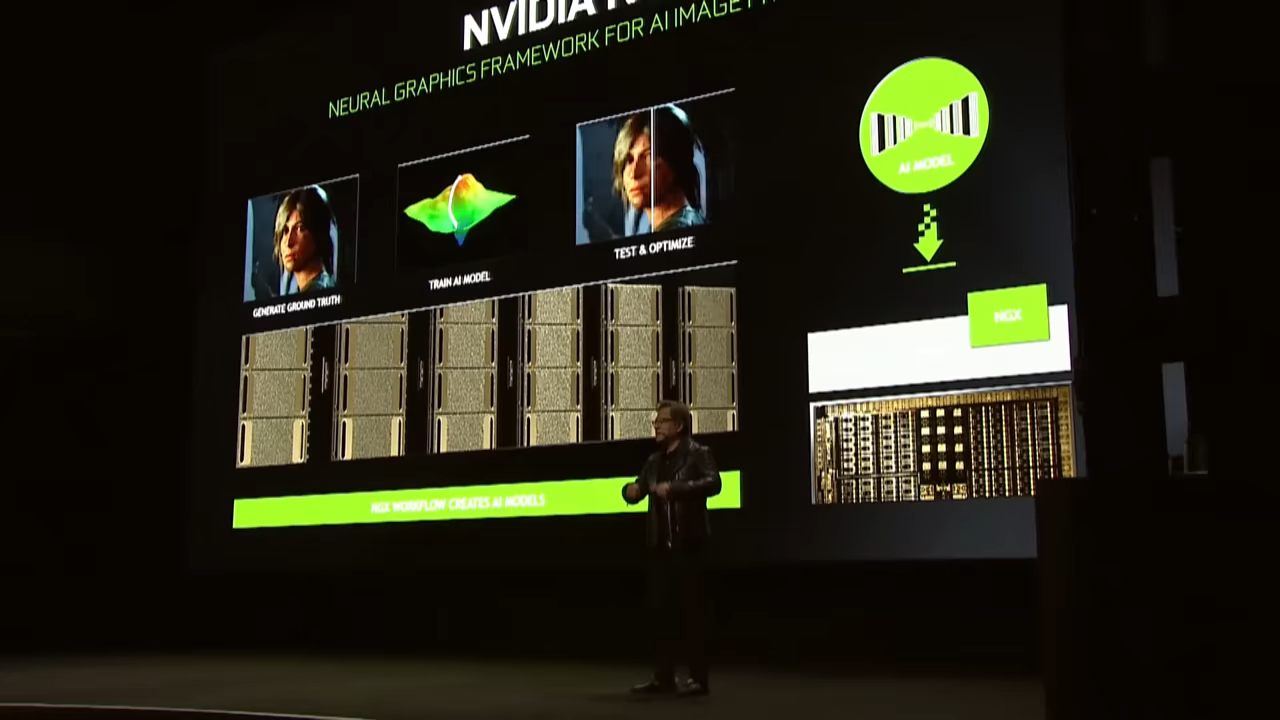 NVIDIA
NEURAL GRAPHICS FRAMEWORK FOR AI IMAGE
GENERATE GROUND TRUTH
TRAIN AI MODEL
TEST & OPTIMIZE
NGX WORKFLOW CREATES AI MODELS
AI MODEL
NGX